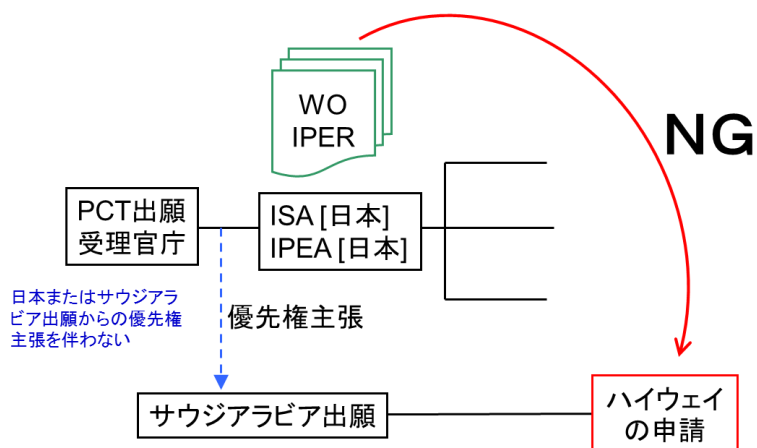 WO
IPER
NG
PCT出願
受理官庁
ISA [日本]
IPEA [日本]
日本またはサウジアラ
ビア出願からの優先権
主張を伴わない
優先権主張
サウジアラビア出願
ハイウェイ
の申請